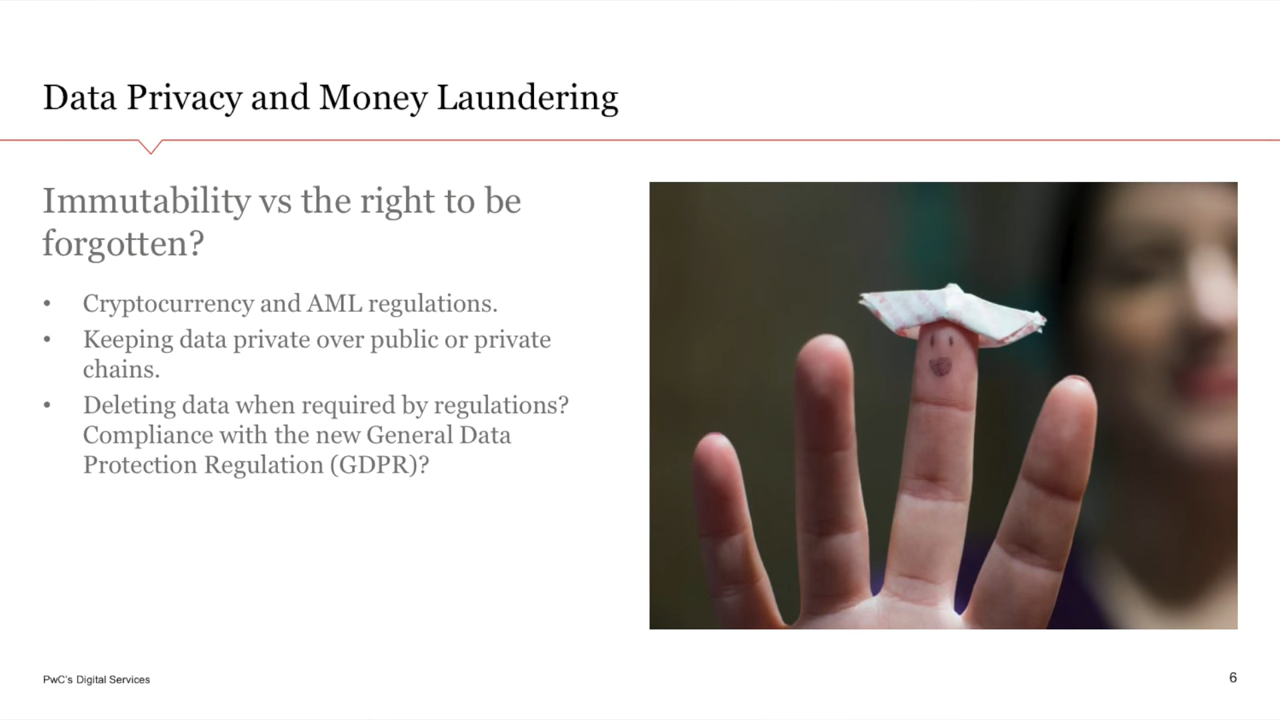 Data Privacy and Money Laundering
Immutability vs the right to be
forgotten?
• Cryptocurrency and AML regulations.
• Keeping data private over public or private
chains.
• Deleting data when required by regulations?
Compliance with the new General Data
Protection Regulation (GDPR)?
PwC's Digital Services
6